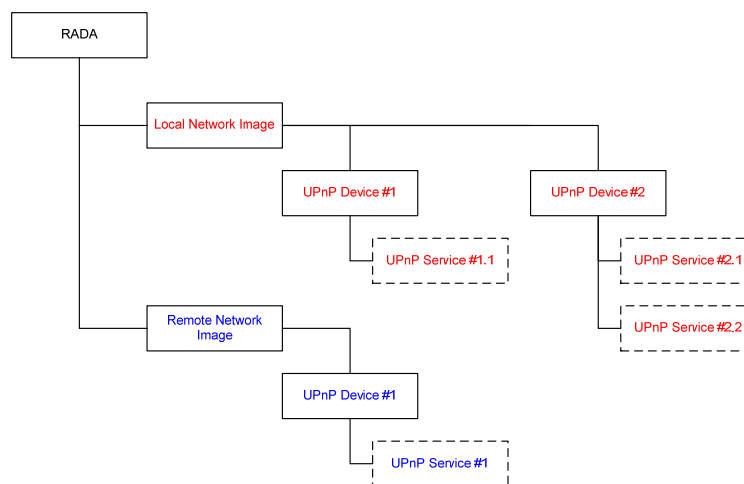 RADA
Local Network Image
UPnP Device #1
UPnP Device #2
UPnP Service #1.1
UPnP Service #2.1
Remote Network
Image
UPnP Service #2.2
UPnP Device #1
UPnP Service #1